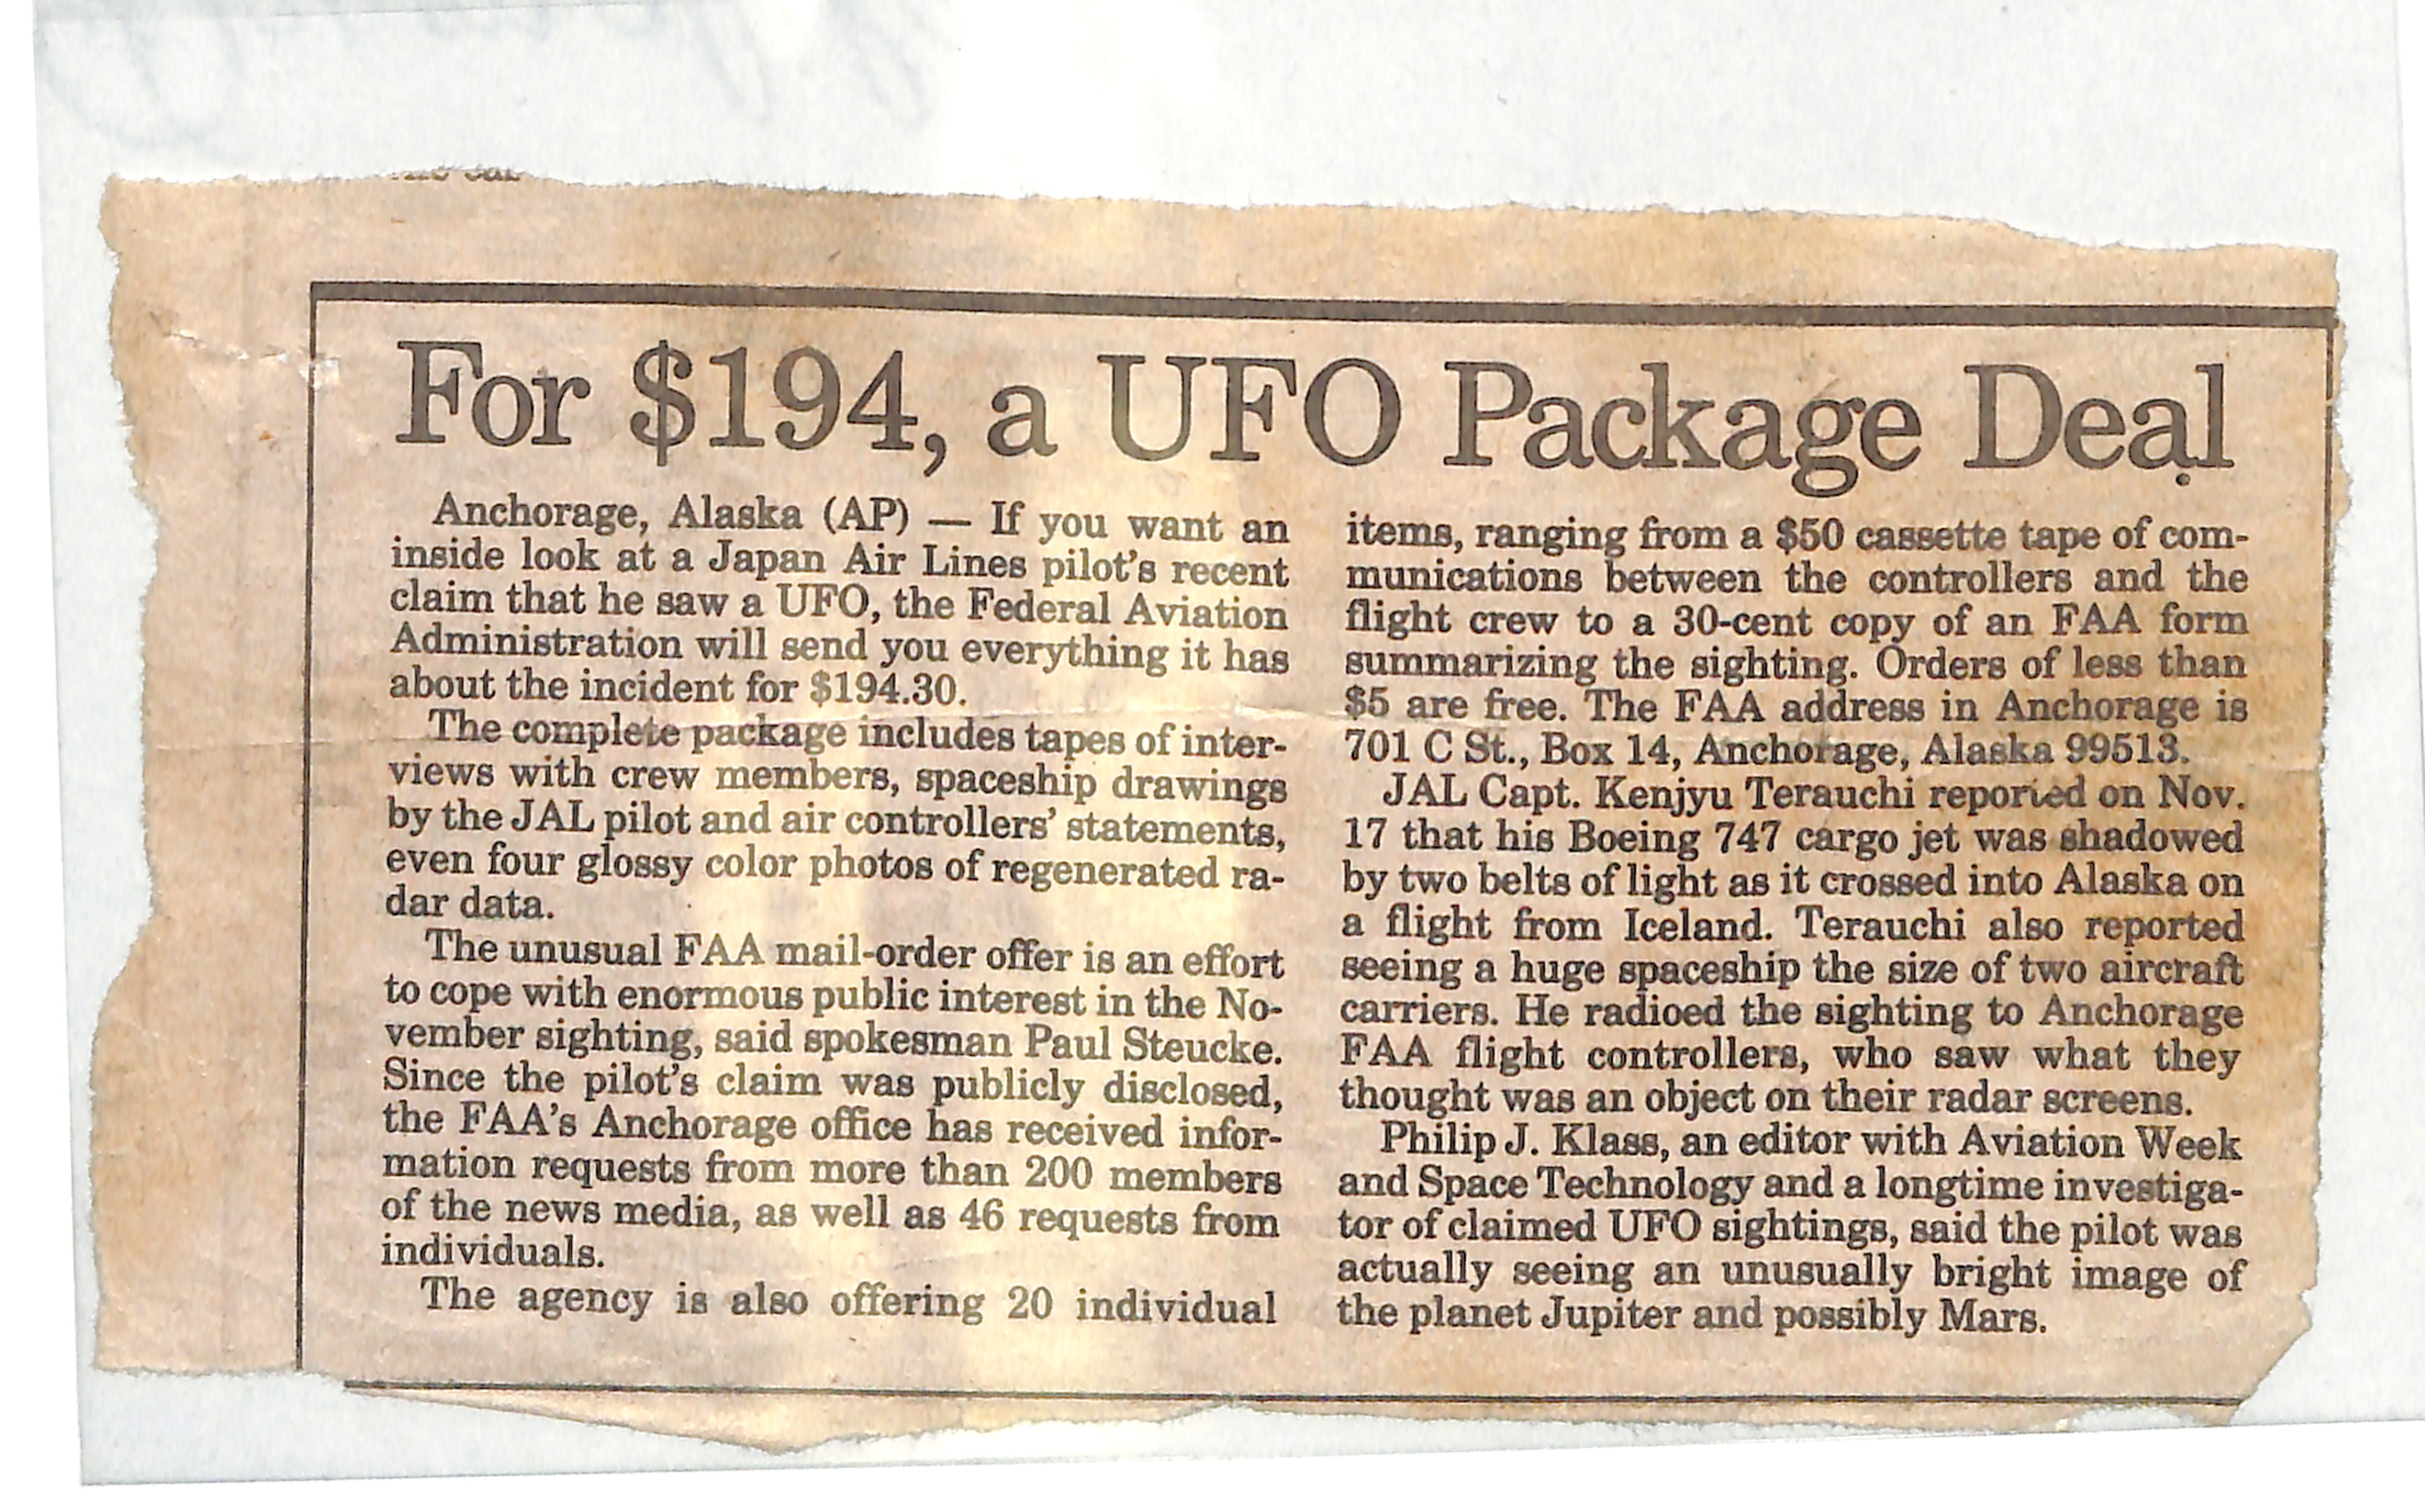 For $194, a UFO Package Deal
Anchorage, Alaska (AP) — If you want an
inside look at a Japan Air Lines pilot's recent
claim that he saw a UFO, the Federal Aviation
Administration will send you everything it has
about the incident for $194.30.
The complete package includes tapes of inter-
views with crew members, spaceship drawings
by the JAL pilot and air controllers' statements,
even four glossy color photos of regenerated ra-
dar data.
The unusual FAA mail-order offer is an effort
to cope with enormous public interest in the No-
vember sighting, said spokesman Paul Steucke.
Since the pilot's claim was publicly disclosed,
the FAA's Anchorage office has received infor-
mation requests from more than 200 members
of the news media, as well as 46 requests from
individuals.
The agency is also offering 20 individual
items, ranging from a $50 cassette tape of com-
munications between the controllers and the
flight crew to a 30-cent copy of an FAA form
summarizing the sighting. Orders of less than
$5 are free. The FAA address in Anchorage is
701 C St., Box 14, Anchorage, Alaska 99513.
JAL Capt. Kenjyu Terauchi reported on Nov.
17 that his Boeing 747 cargo jet was shadowed
by two belts of light as it crossed into Alaska on
a flight from Iceland. Terauchi also reported
seeing a huge spaceship the size of two aircraft
carriers. He radioed the sighting to Anchorage
FAA flight controllers, who saw what they
thought was an object on their radar screens.
Philip J. Klass, an editor with Aviation Week
and Space Technology and a longtime investiga-
tor of claimed UFO sightings, said the pilot was
actually seeing an unusually bright image of
the planet Jupiter and possibly Mars.